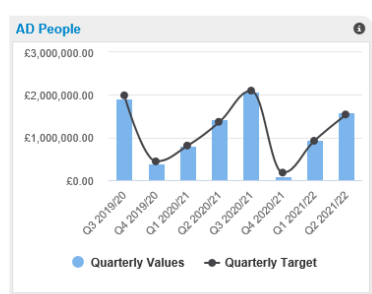 AD People
£3,000,000.00
£2,000,000.00
£1,000,000.00
£0.00
Q3 2019/20
Q4 2019/20
Q1 2020/21
Q2 2020/21
Q3 2020/21
Q4 2020/21
Q1 2021/22
Q2 2021/22
Quarterly Values Quarterly Target